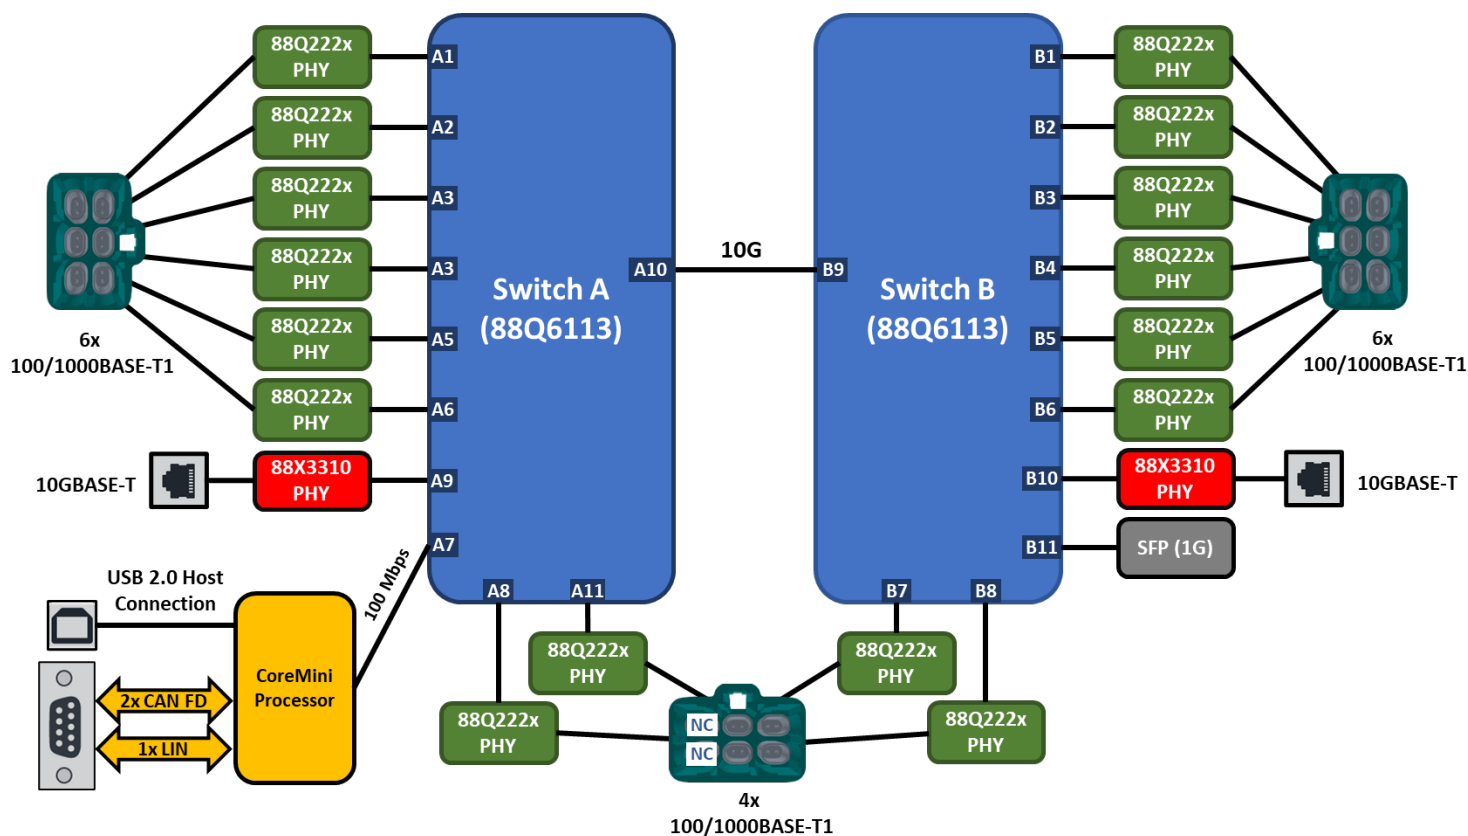 88Q222x
PHY
A1
88Q222x
PHY
A2
88Q222x
PHY
A3
88Q222x
PHY
A3
88Q222x
PHY
A5
88Q222x
PHY
A6
6x
100/1000BASE-T1
10GBASE-T
88X3310
PHY
A9
A7
100 Mbps
Switch A
(88Q6113)
A10
10G
B9
Switch B
(88Q6113)
B1
88Q222x
PHY
B2
88Q222x
PHY
B3
88Q222x
PHY
B4
88Q222x
PHY
B5
88Q222x
PHY
B6
88Q222x
PHY
6x
100/1000BASE-T1
B10
88X3310
PHY
10GBASE-T
B11
SFP (1G)
USB 2.0 Host
Connection
CoreMini
Processor
2x CAN FD
1x LIN
A8
A11
B7
B8
88Q222x
PHY
88Q222x
PHY
88Q222x
PHY
88Q222x
PHY
NC
NC
4x
100/1000BASE-T1